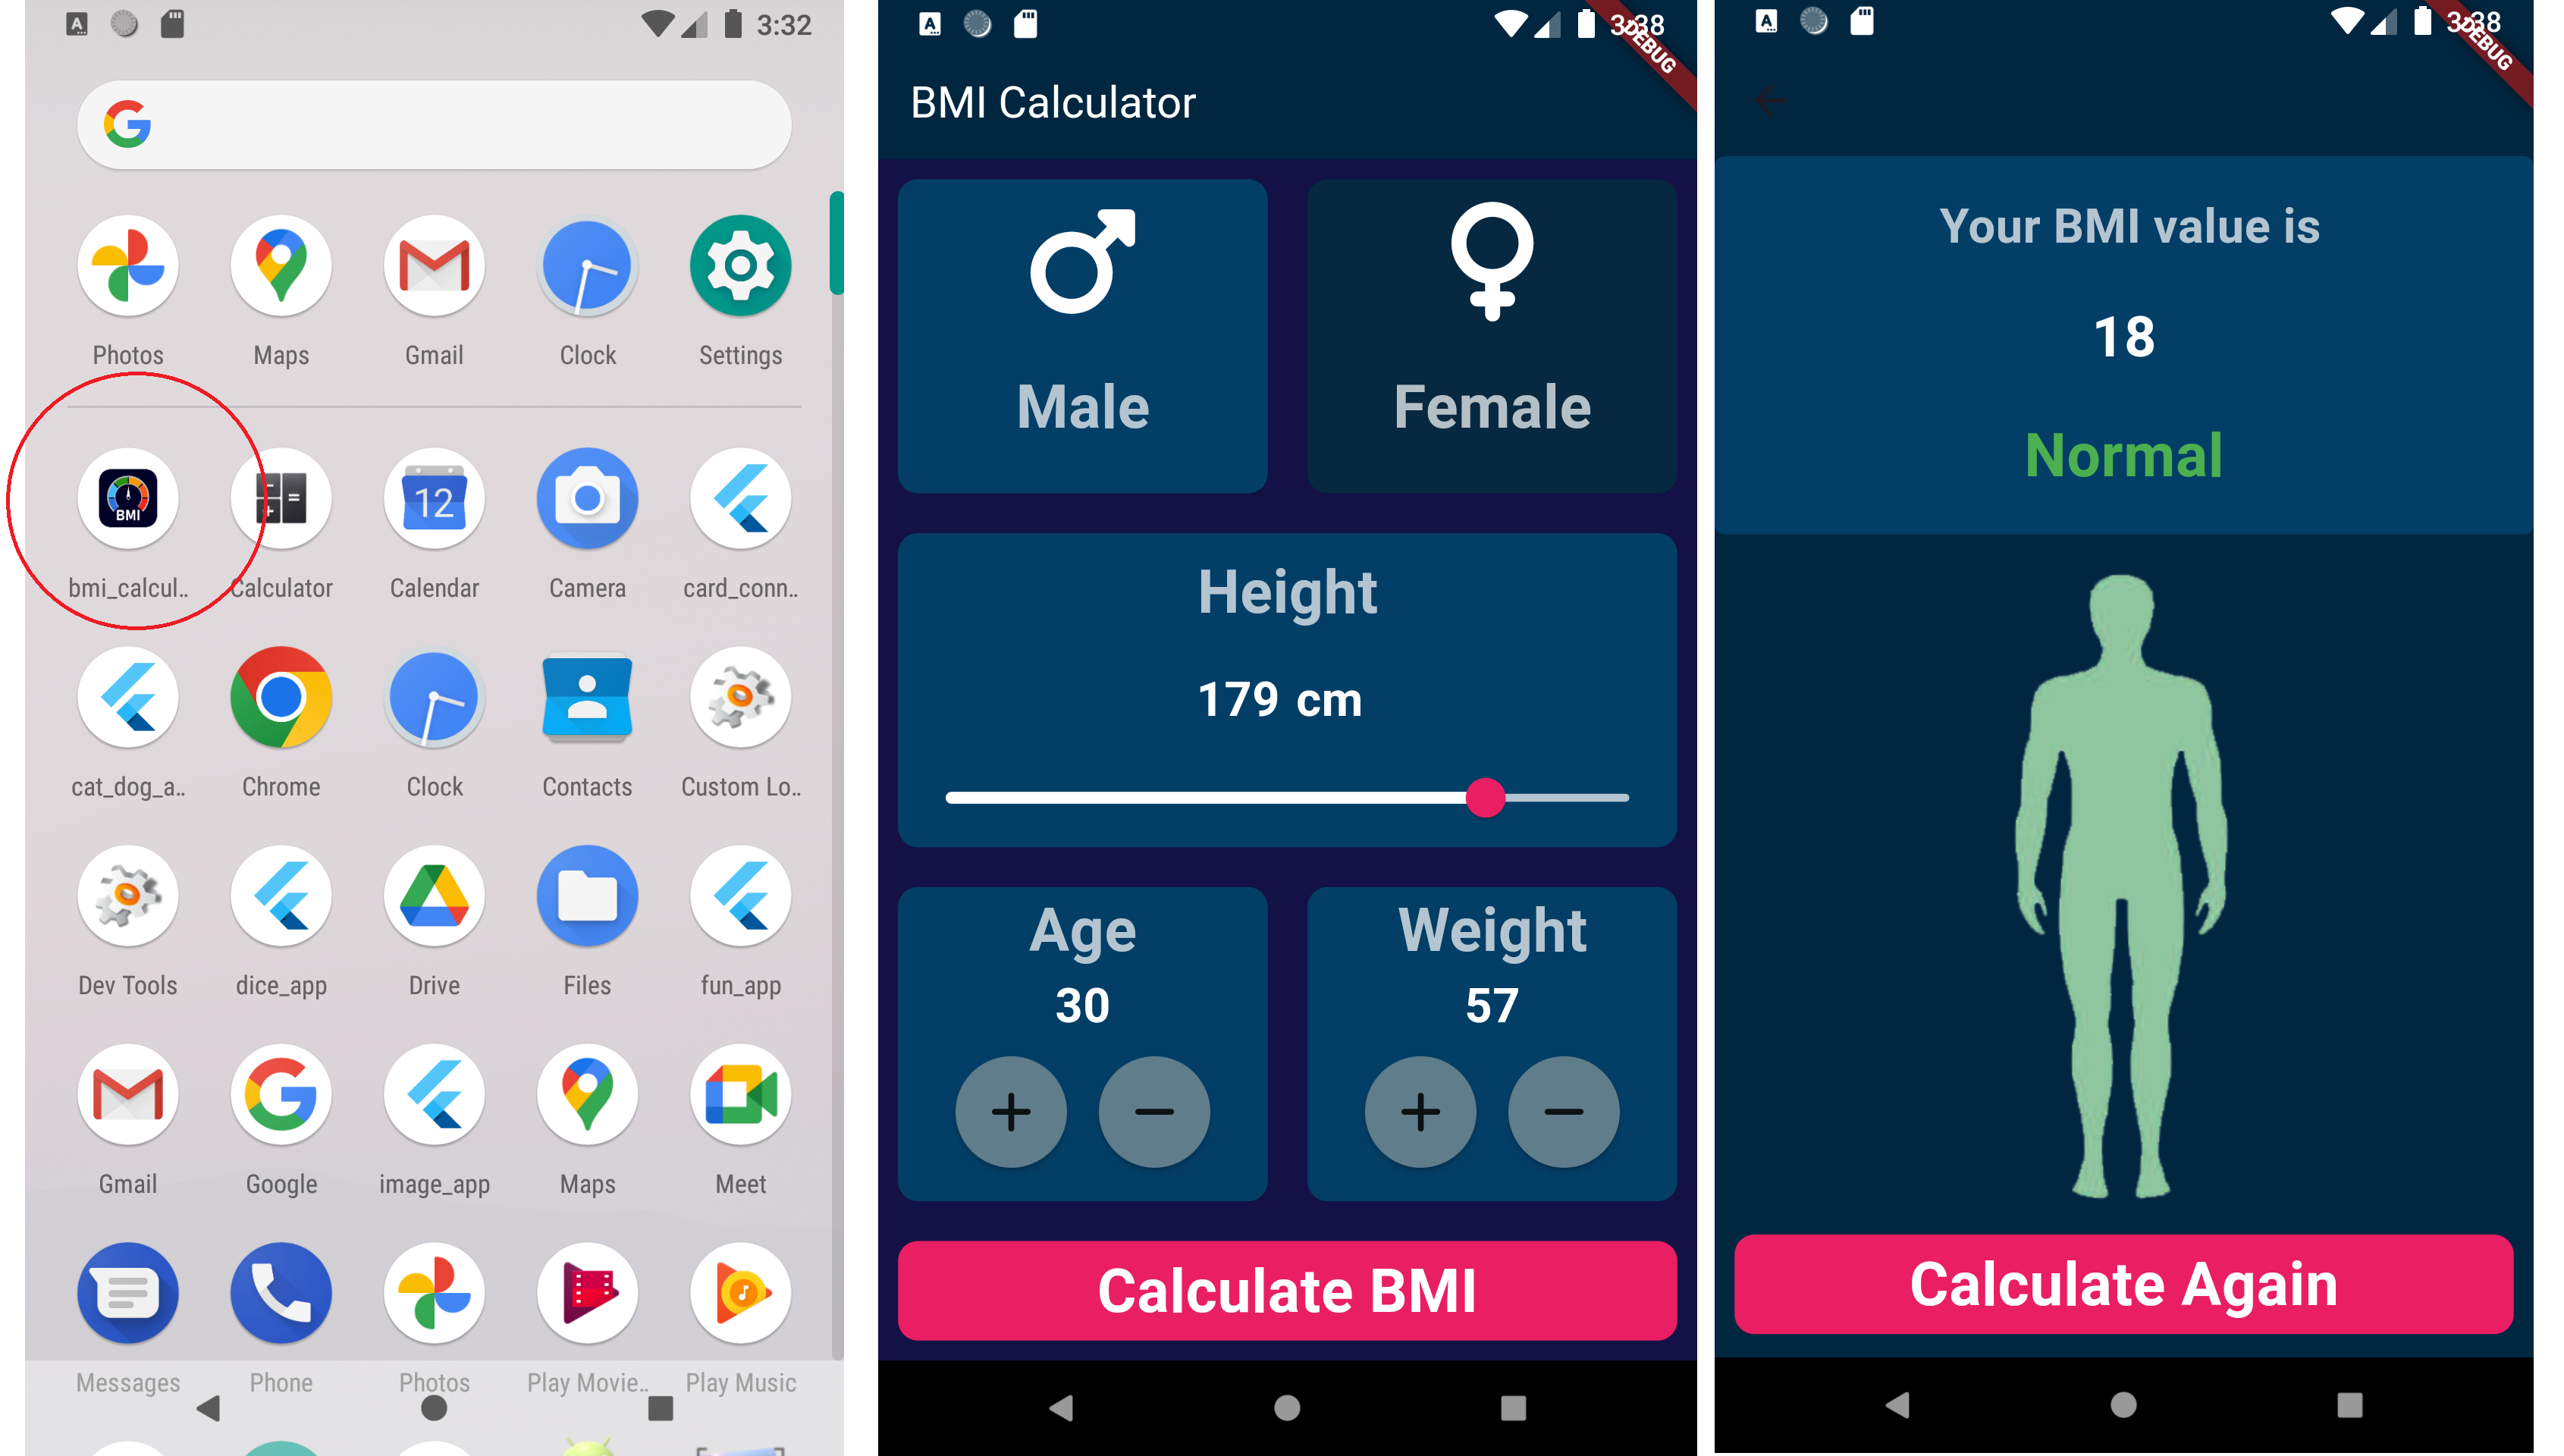 3:32
Photos Maps Gmail Clock Settings
BMI
12
bmi_calcul.. Calculator Calendar Camera card_conn..
cat_dog_a.. Chrome Clock Contacts Custom Lo..
Dev Tools dice_app Drive Files fun_app
Gmail Google image_app Maps Meet
Messages Phone Photos Play Movie.. Play Music
A
3:38
DEBUG
BMI Calculator
Male Female
Height
179 cm
Age Weight
30 57
Calculate BMI
A
3:38
DEBUG
Your BMI value is
18
Normal
Calculate Again